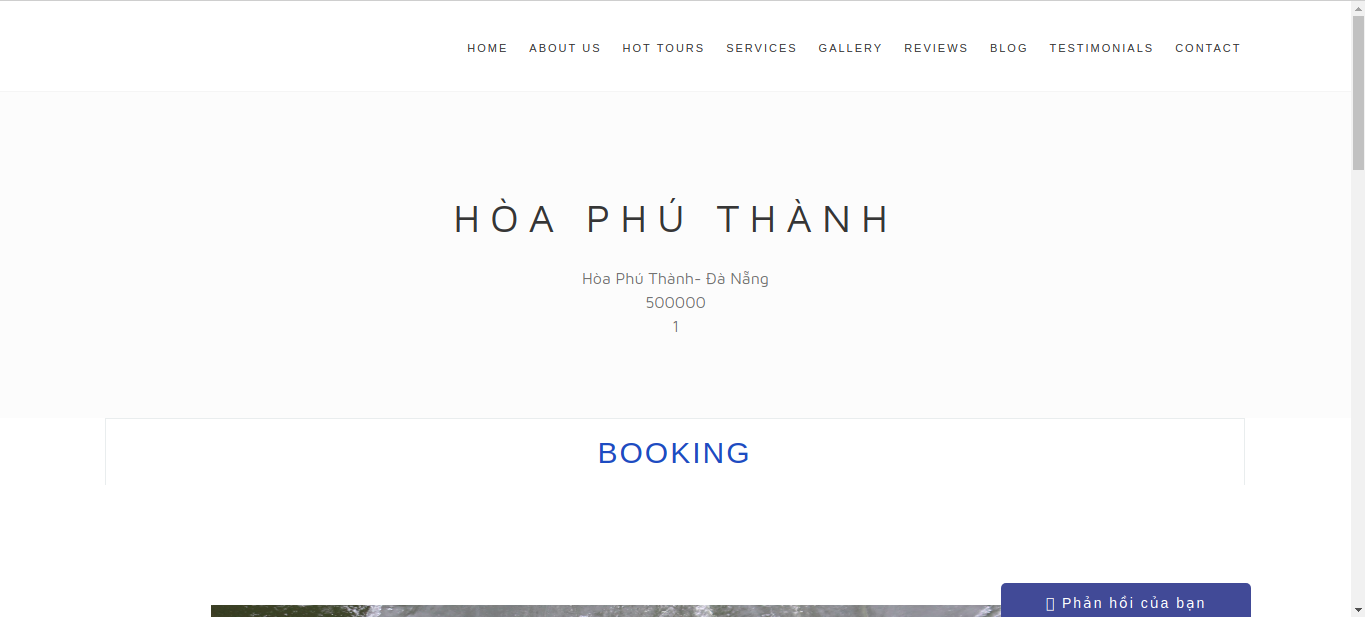 HOME ABOUT US HOT TOURS SERVICES GALLERY REVIEWS BLOG TESTIMONIALS CONTACT
HÒA PHÚ THÀNH
Hòa Phú Thành- Đà Nẵng
500000
1
BOOKING
Phản hồi của bạn